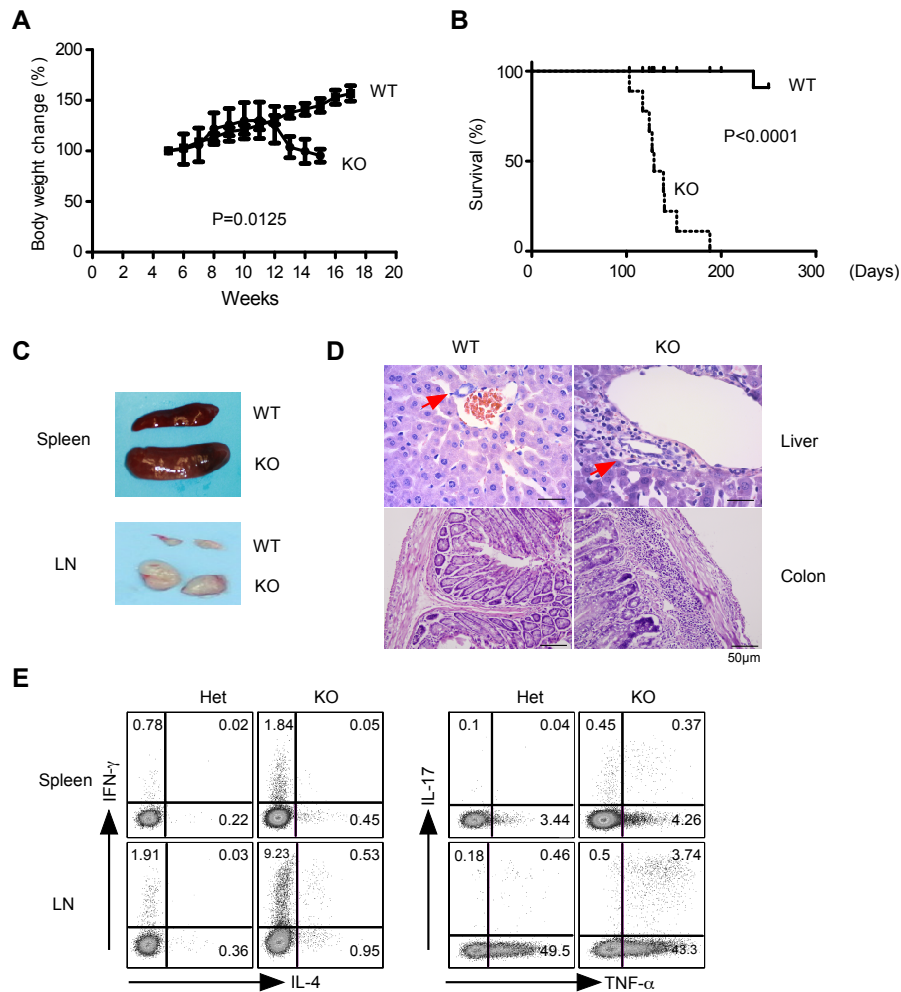 A
Body weight change (%)
200
150
100
50
0
WT
KO
P=0.0125
0 2 4 6 8 10 12 14 16 18 20
Weeks
B
Survival (%)
100
50
0
WT
P<0.0001
KO
0 100 200 300 (Days)
C
Spleen
WT
KO
LN
WT
KO
D
WT KO
Liver
Colon
50µm
E
Het KO
Spleen
LN
IFN-γ
0.78 0.02 1.84 0.05
0.22 0.45
1.91 0.03 9.23 0.53
0.36 0.95
IL-4
Het KO
IL-17
0.1 0.04 0.45 0.37
3.44 4.26
0.18 0.46 0.5 3.74
49.5 43.3
TNF-α